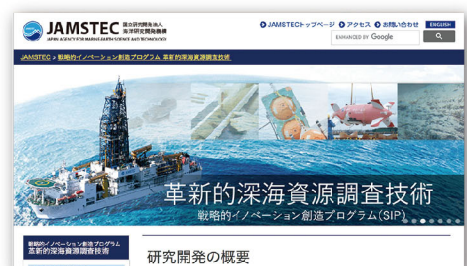 JAMSTEC 国立研究開発法人
海洋研究開発機構
JAPAN AGENCY FOR MARINE-EARTH SCIENCE AND TECHNOLOGY
JAMSTECトップページ アクセス お問い合わせ ENGLISH
ENHANCED BY Google
JAMSTEC > 戦略的イノベーション創造プログラム 革新的深海資源調査技術
革新的深海資源調査技術
戦略的イノベーション創造プログラム(SIP)
戦略的イノベーション創造プログラム
革新的深海資源調査技術
研究開発の概要